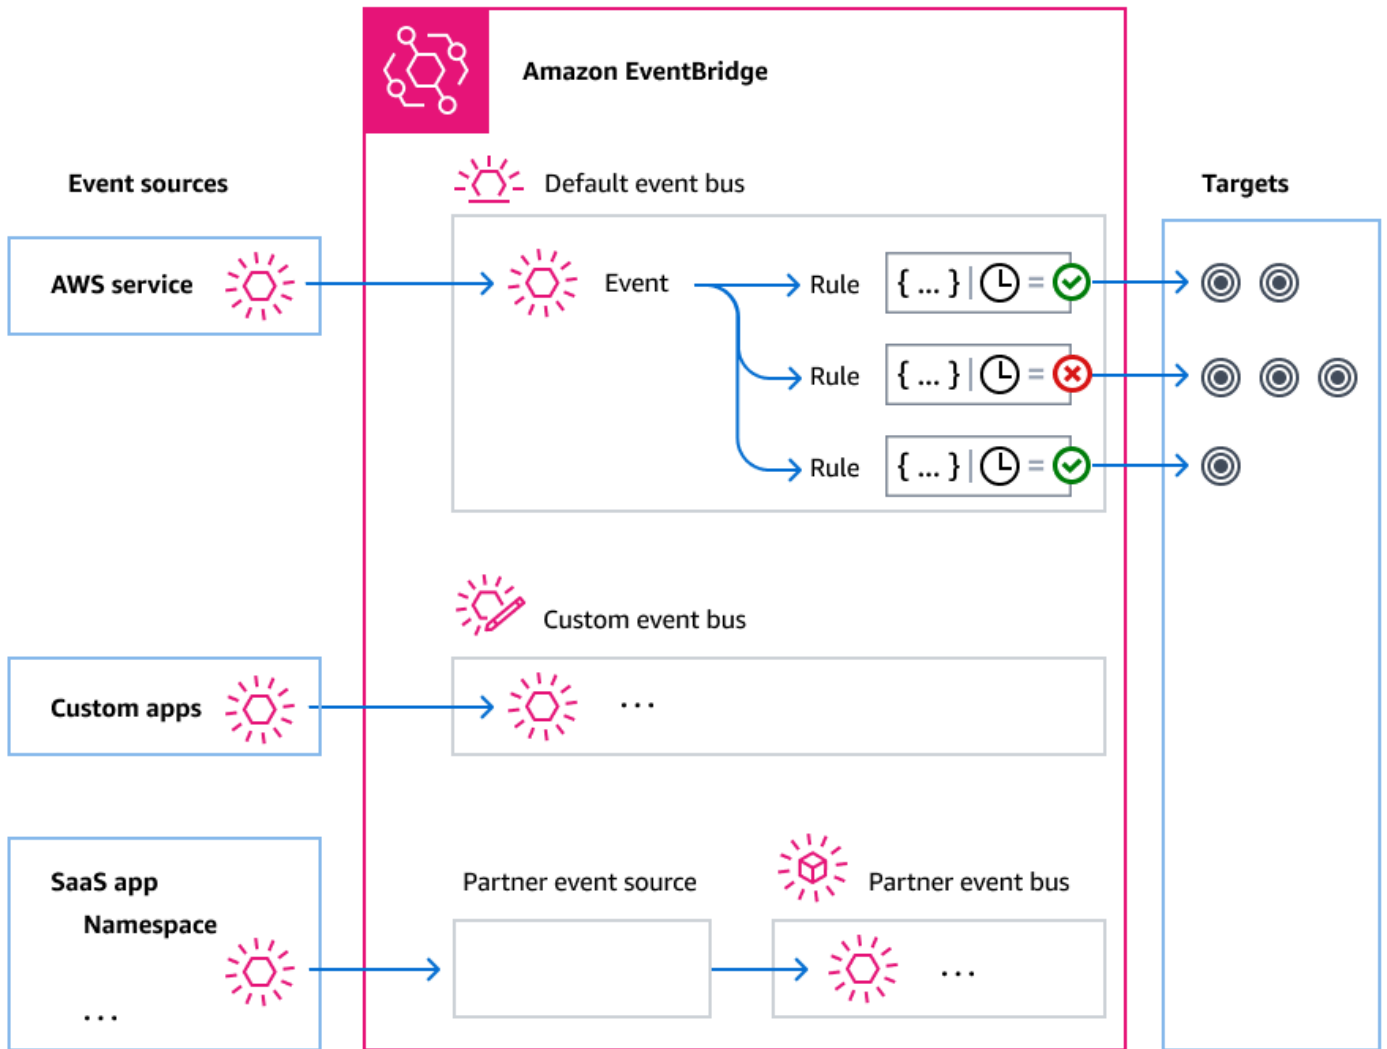 Amazon EventBridge
Event sources
Default event bus
Targets
AWS service
Event
Rule
{ ... } | =
Rule
{ ... } | =
Rule
{ ... } | =
Custom event bus
Custom apps
...
SaaS app
Namespace
...
Partner event source
Partner event bus
...